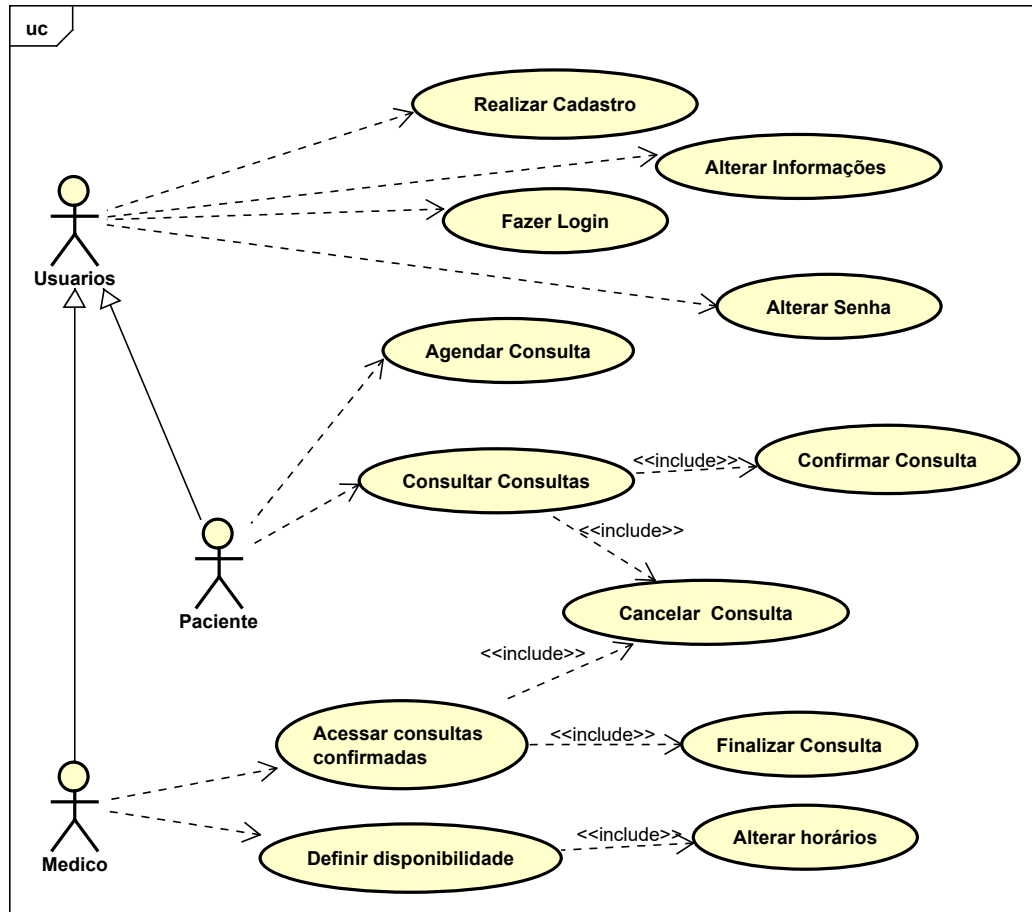 uc
Realizar Cadastro
Alterar Informações
Fazer Login
Usuarios
Alterar Senha
Agendar Consulta
Consultar Consultas
<<include>>
Confirmar Consulta
<<include>>
Paciente
Cancelar Consulta
<<include>>
Acessar consultas
confirmadas
<<include>>
Finalizar Consulta
Medico
Definir disponibilidade
<<include>>
Alterar horários